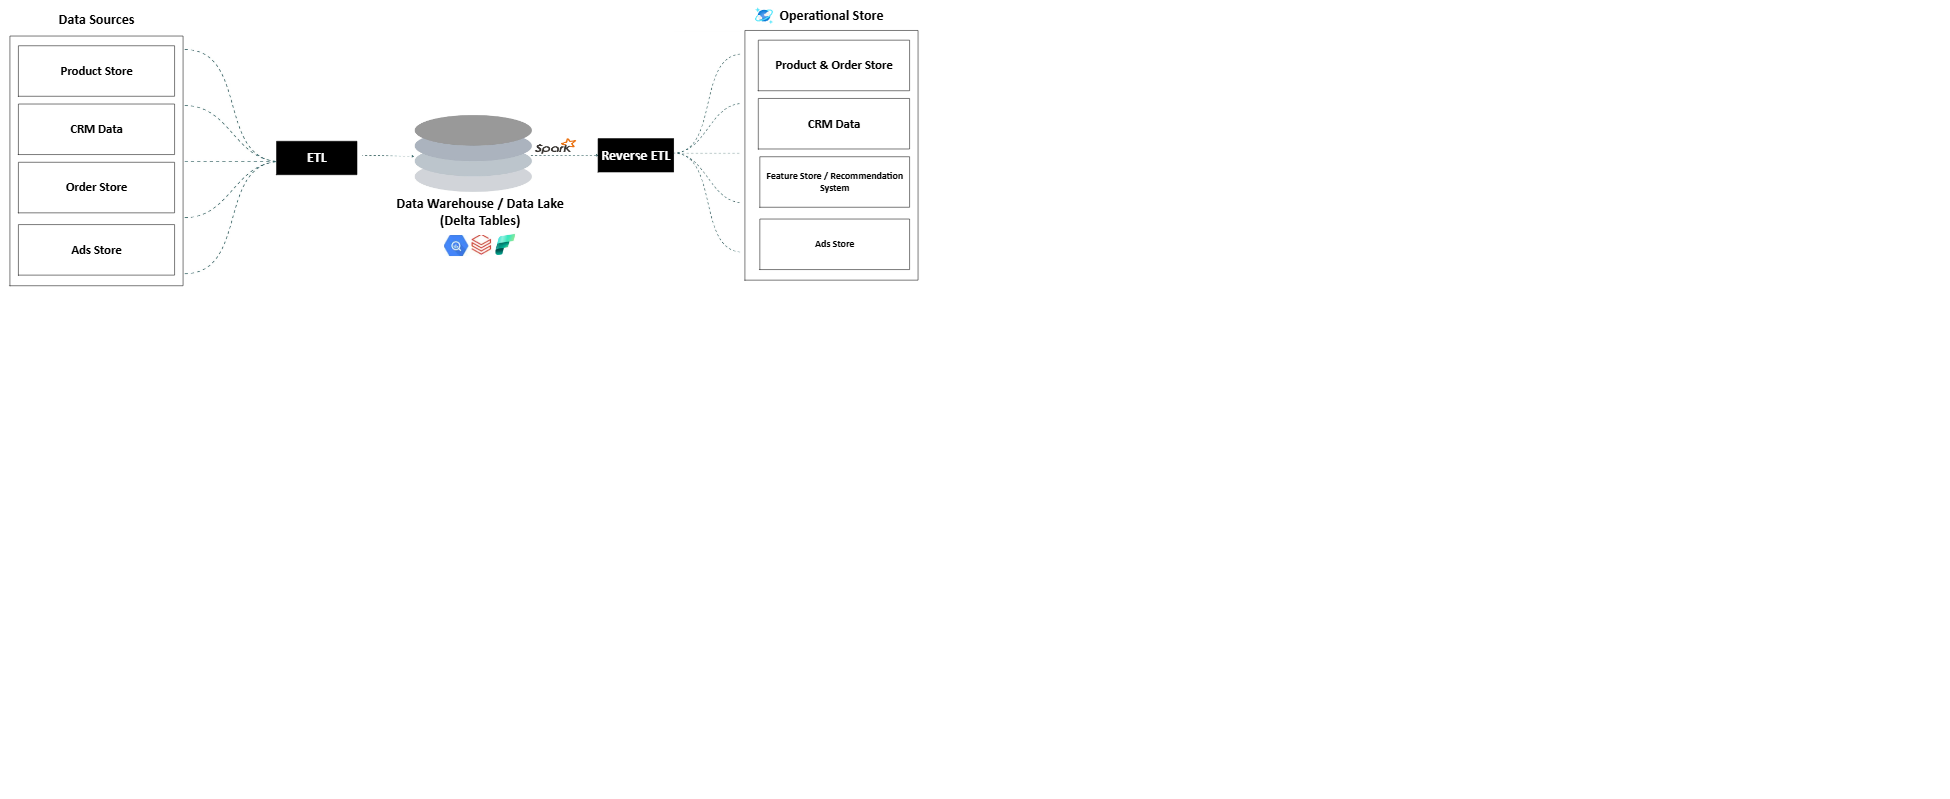 Data Sources
Product Store
CRM Data
Order Store
Ads Store
ETL
Data Warehouse / Data Lake
(Delta Tables)
Spark
Reverse ETL
Operational Store
Product & Order Store
CRM Data
Feature Store / Recommendation
System
Ads Store